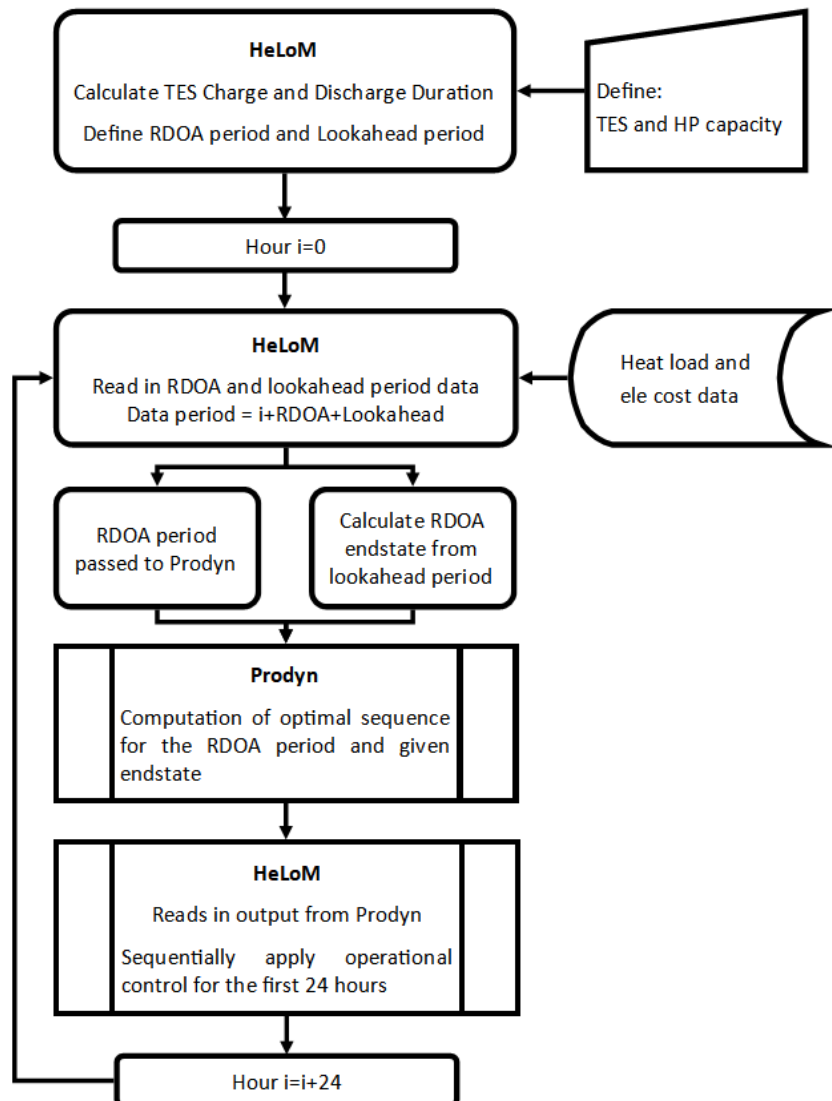 HeLoM
Calculate TES Charge and Discharge Duration
Define RDOA period and Lookahead period
Define:
TES and HP capacity
Hour i=0
HeLoM
Read in RDOA and lookahead period data
Data period = i+RDOA+Lookahead
Heat load and
ele cost data
RDOA period
passed to Prodyn
Calculate RDOA
endstate from
lookahead period
Prodyn
Computation of optimal sequence
for the RDOA period and given
endstate
HeLoM
Reads in output from Prodyn
Sequentially apply operational
control for the first 24 hours
Hour i=i+24